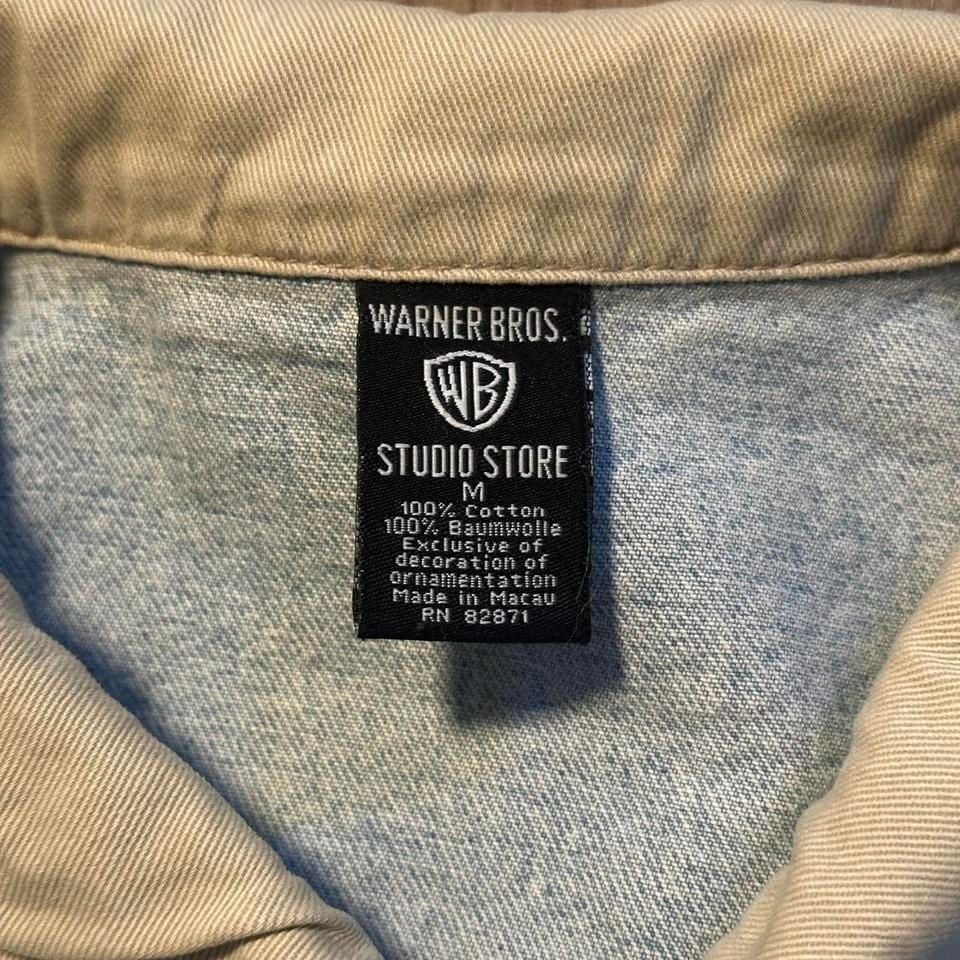 WARNER BROS.
WB
STUDIO STORE
M
100% Cotton
100% Baumwolle
Exclusive of
decoration of
ornamentation
Made in Macau
RN 82871